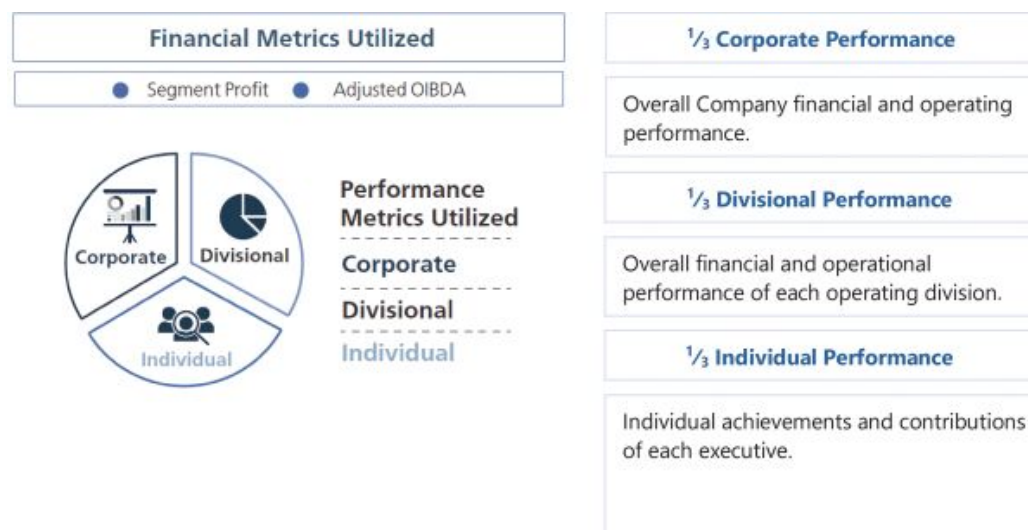 Financial Metrics Utilized
Segment Profit
Adjusted OIBDA
Corporate
Divisional
Individual
Performance
Metrics Utilized
Corporate
Divisional
Individual
¹/₃ Corporate Performance
Overall Company financial and operating
performance.
¹/₃ Divisional Performance
Overall financial and operational
performance of each operating division.
¹/₃ Individual Performance
Individual achievements and contributions
of each executive.